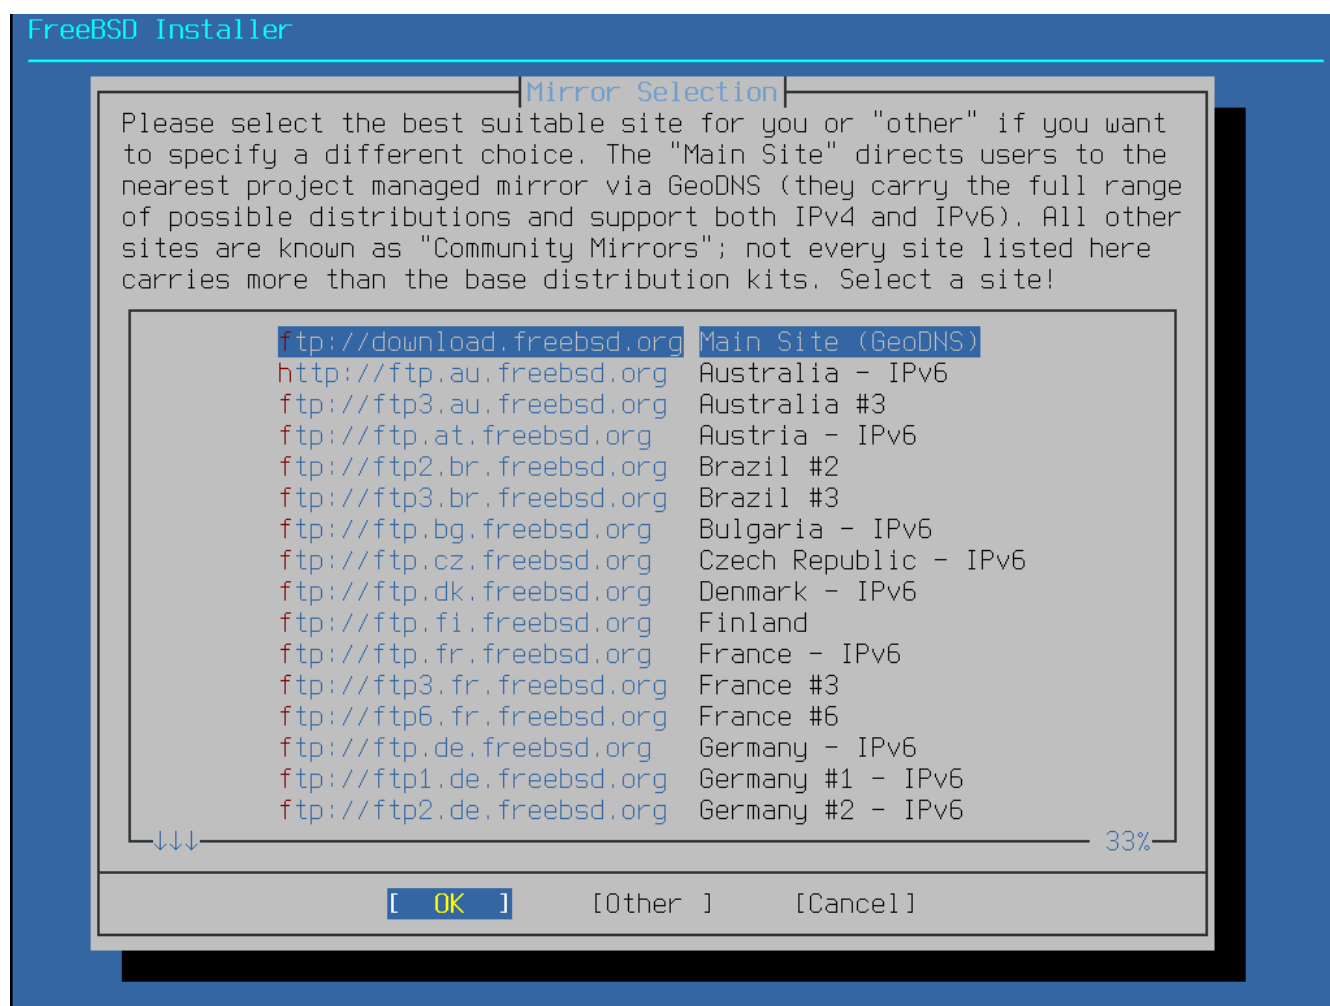 FreeBSD Installer
Mirror Selection
Please select the best suitable site for you or "other" if you want
to specify a different choice. The "Main Site" directs users to the
nearest project managed mirror via GeoDNS (they carry the full range
of possible distributions and support both IPv4 and IPv6). All other
sites are known as "Community Mirrors"; not every site listed here
carries more than the base distribution kits. Select a site!
ftp://download.freebsd.org Main Site (GeoDNS)
http://ftp.au.freebsd.org Australia - IPv6
ftp://ftp3.au.freebsd.org Australia #3
ftp://ftp.at.freebsd.org Austria - IPv6
ftp://ftp2.br.freebsd.org Brazil #2
ftp://ftp3.br.freebsd.org Brazil #3
ftp://ftp.bg.freebsd.org Bulgaria - IPv6
ftp://ftp.cz.freebsd.org Czech Republic - IPv6
ftp://ftp.dk.freebsd.org Denmark - IPv6
ftp://ftp.fi.freebsd.org Finland
ftp://ftp.fr.freebsd.org France - IPv6
ftp://ftp3.fr.freebsd.org France #3
ftp://ftp6.fr.freebsd.org France #6
ftp://ftp.de.freebsd.org Germany - IPv6
ftp://ftp1.de.freebsd.org Germany #1 - IPv6
ftp://ftp2.de.freebsd.org Germany #2 - IPv6
↓↓↓ 33%
[ OK ] [Other ] [Cancel]